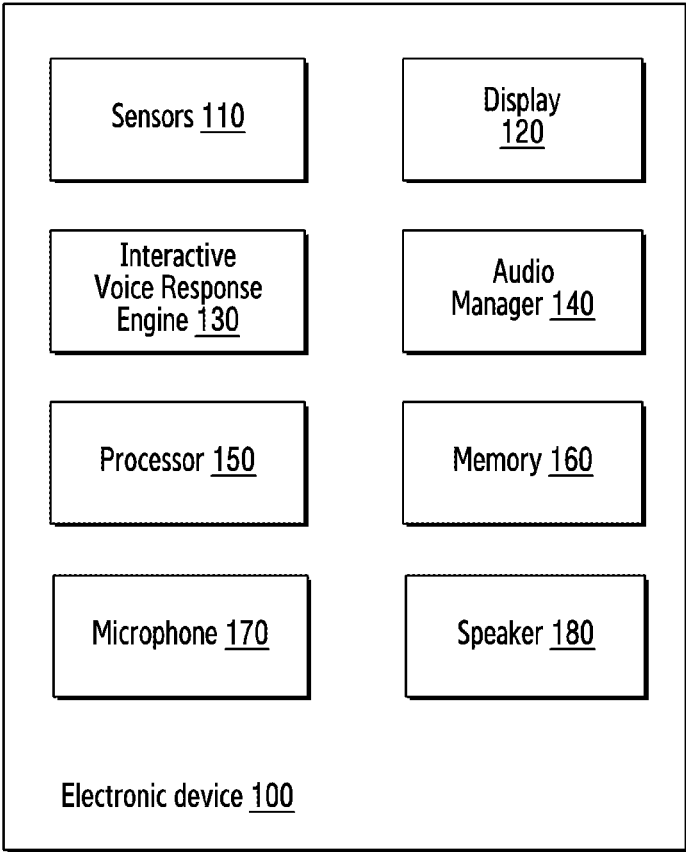 Sensors 110
Display
120
Interactive
Voice Response
Engine 130
Audio
Manager 140
Processor 150
Memory 160
Microphone 170
Speaker 180
Electronic device 100